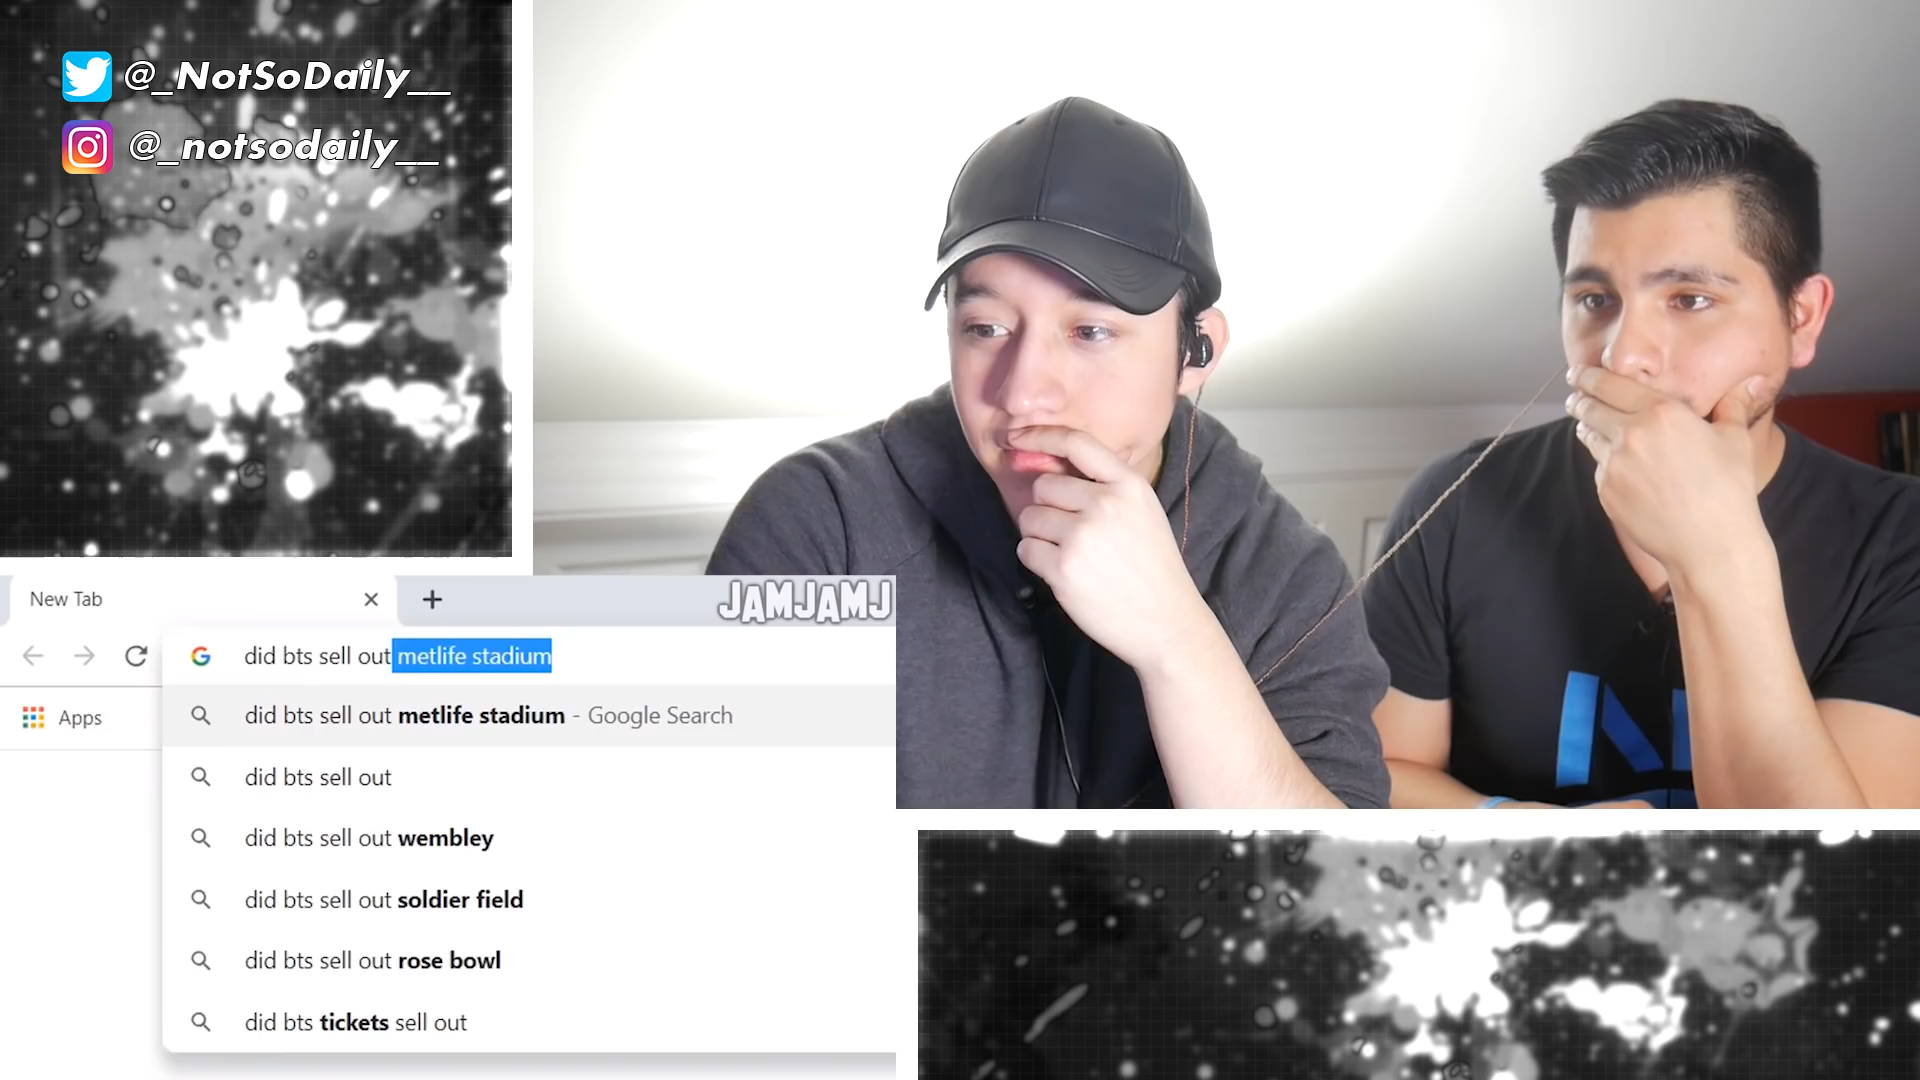 @_NotSoDaily__
@_notsodaily__
New Tab
JAMJAMJ
did bts sell out metlife stadium
Apps
did bts sell out metlife stadium - Google Search
did bts sell out
did bts sell out wembley
did bts sell out soldier field
did bts sell out rose bowl
did bts tickets sell out